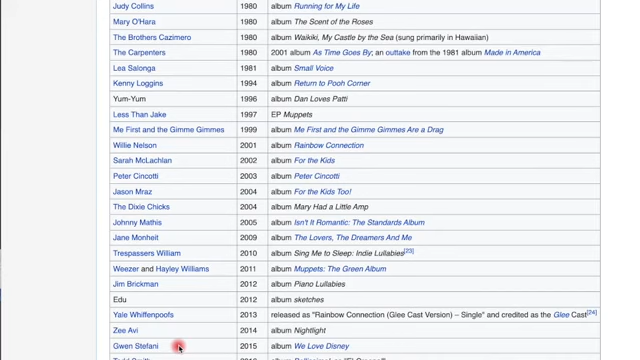 Judy Collins 1980 album Running for My Life
Mary O'Hara 1980 album The Scent of the Roses
The Brothers Cazimero 1980 album Waikiki, My Castle by the Sea (sung primarily in Hawaiian)
The Carpenters 1980 2001 album As Time Goes By; an outtake from the 1981 album Made in America
Lea Salonga 1981 album Small Voice
Kenny Loggins 1994 album Return to Pooh Corner
Yum-Yum 1996 album Dan Loves Patti
Less Than Jake 1997 EP Muppets
Me First and the Gimme Gimmes 1999 album Me First and the Gimme Gimmes Are a Drag
Willie Nelson 2001 album Rainbow Connection
Sarah McLachlan 2002 album For the Kids
Peter Cincotti 2003 album Peter Cincotti
Jason Mraz 2004 album For the Kids Too!
The Dixie Chicks 2004 album Mary Had a Little Amp
Johnny Mathis 2005 album Isn't It Romantic: The Standards Album
Jane Monheit 2009 album The Lovers, The Dreamers And Me
Trespassers William 2010 album Sing Me to Sleep: Indie Lullabies[23]
Weezer and Hayley Williams 2011 album Muppets: The Green Album
Jim Brickman 2012 album Piano Lullabies
Edu 2012 album sketches
Yale Whiffenpoofs 2013 released as "Rainbow Connection (Glee Cast Version) – Single" and credited as the Glee Cast[24]
Zee Avi 2014 album Nightlight
Gwen Stefani 2015 album We Love Disney